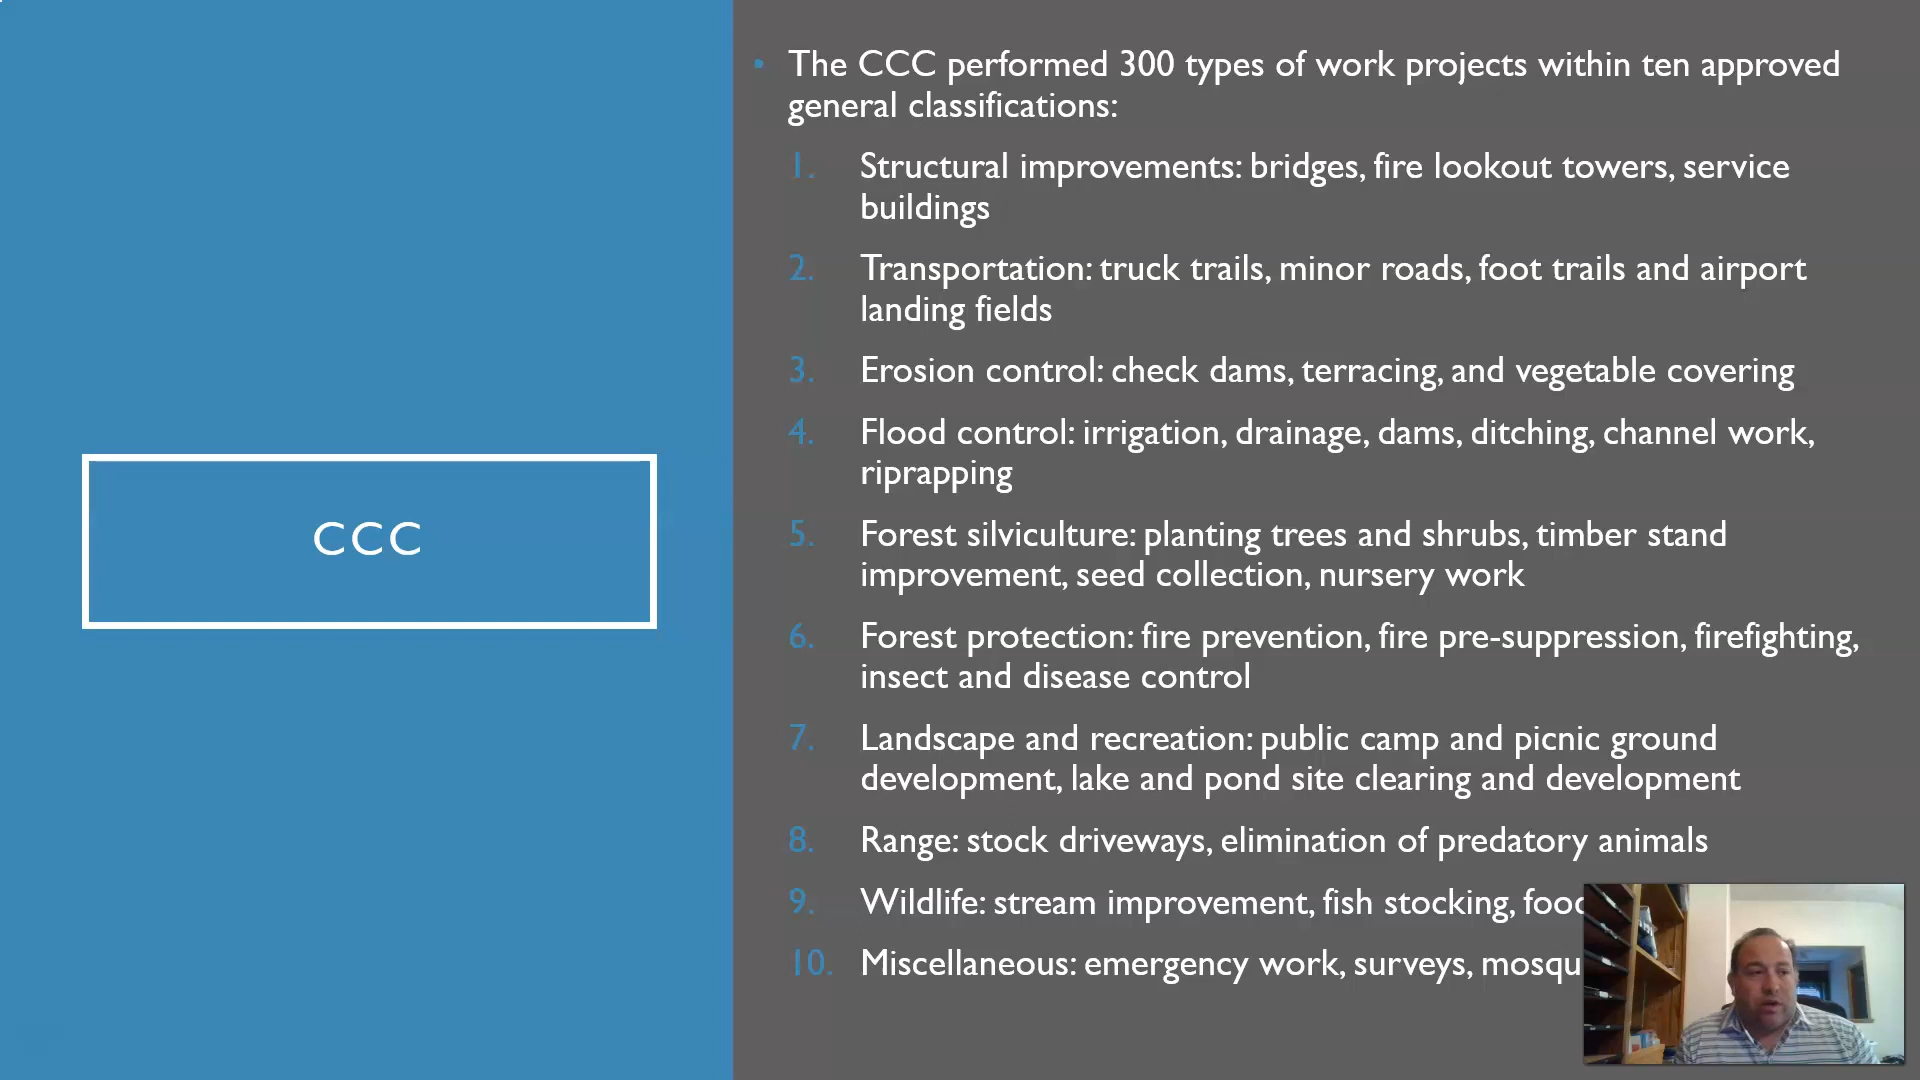 CCC
• The CCC performed 300 types of work projects within ten approved
general classifications:
1. Structural improvements: bridges, fire lookout towers, service
buildings
2. Transportation: truck trails, minor roads, foot trails and airport
landing fields
3. Erosion control: check dams, terracing, and vegetable covering
4. Flood control: irrigation, drainage, dams, ditching, channel work,
riprapping
5. Forest silviculture: planting trees and shrubs, timber stand
improvement, seed collection, nursery work
6. Forest protection: fire prevention, fire pre-suppression, firefighting,
insect and disease control
7. Landscape and recreation: public camp and picnic ground
development, lake and pond site clearing and development
8. Range: stock driveways, elimination of predatory animals
9. Wildlife: stream improvement, fish stocking,
10. Miscellaneous: emergency work, surveys,